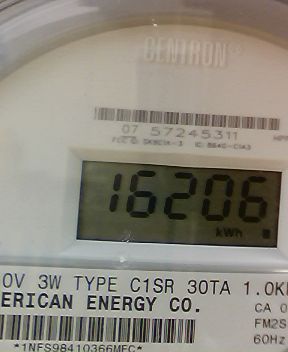 CENTRON®
07 57245311
16206
kWh
0V 3W TYPE C1SR 30TA 1.0K
ERICAN ENERGY CO.
CA 0
FM2S
60Hz
*1NFS98410366MFC*